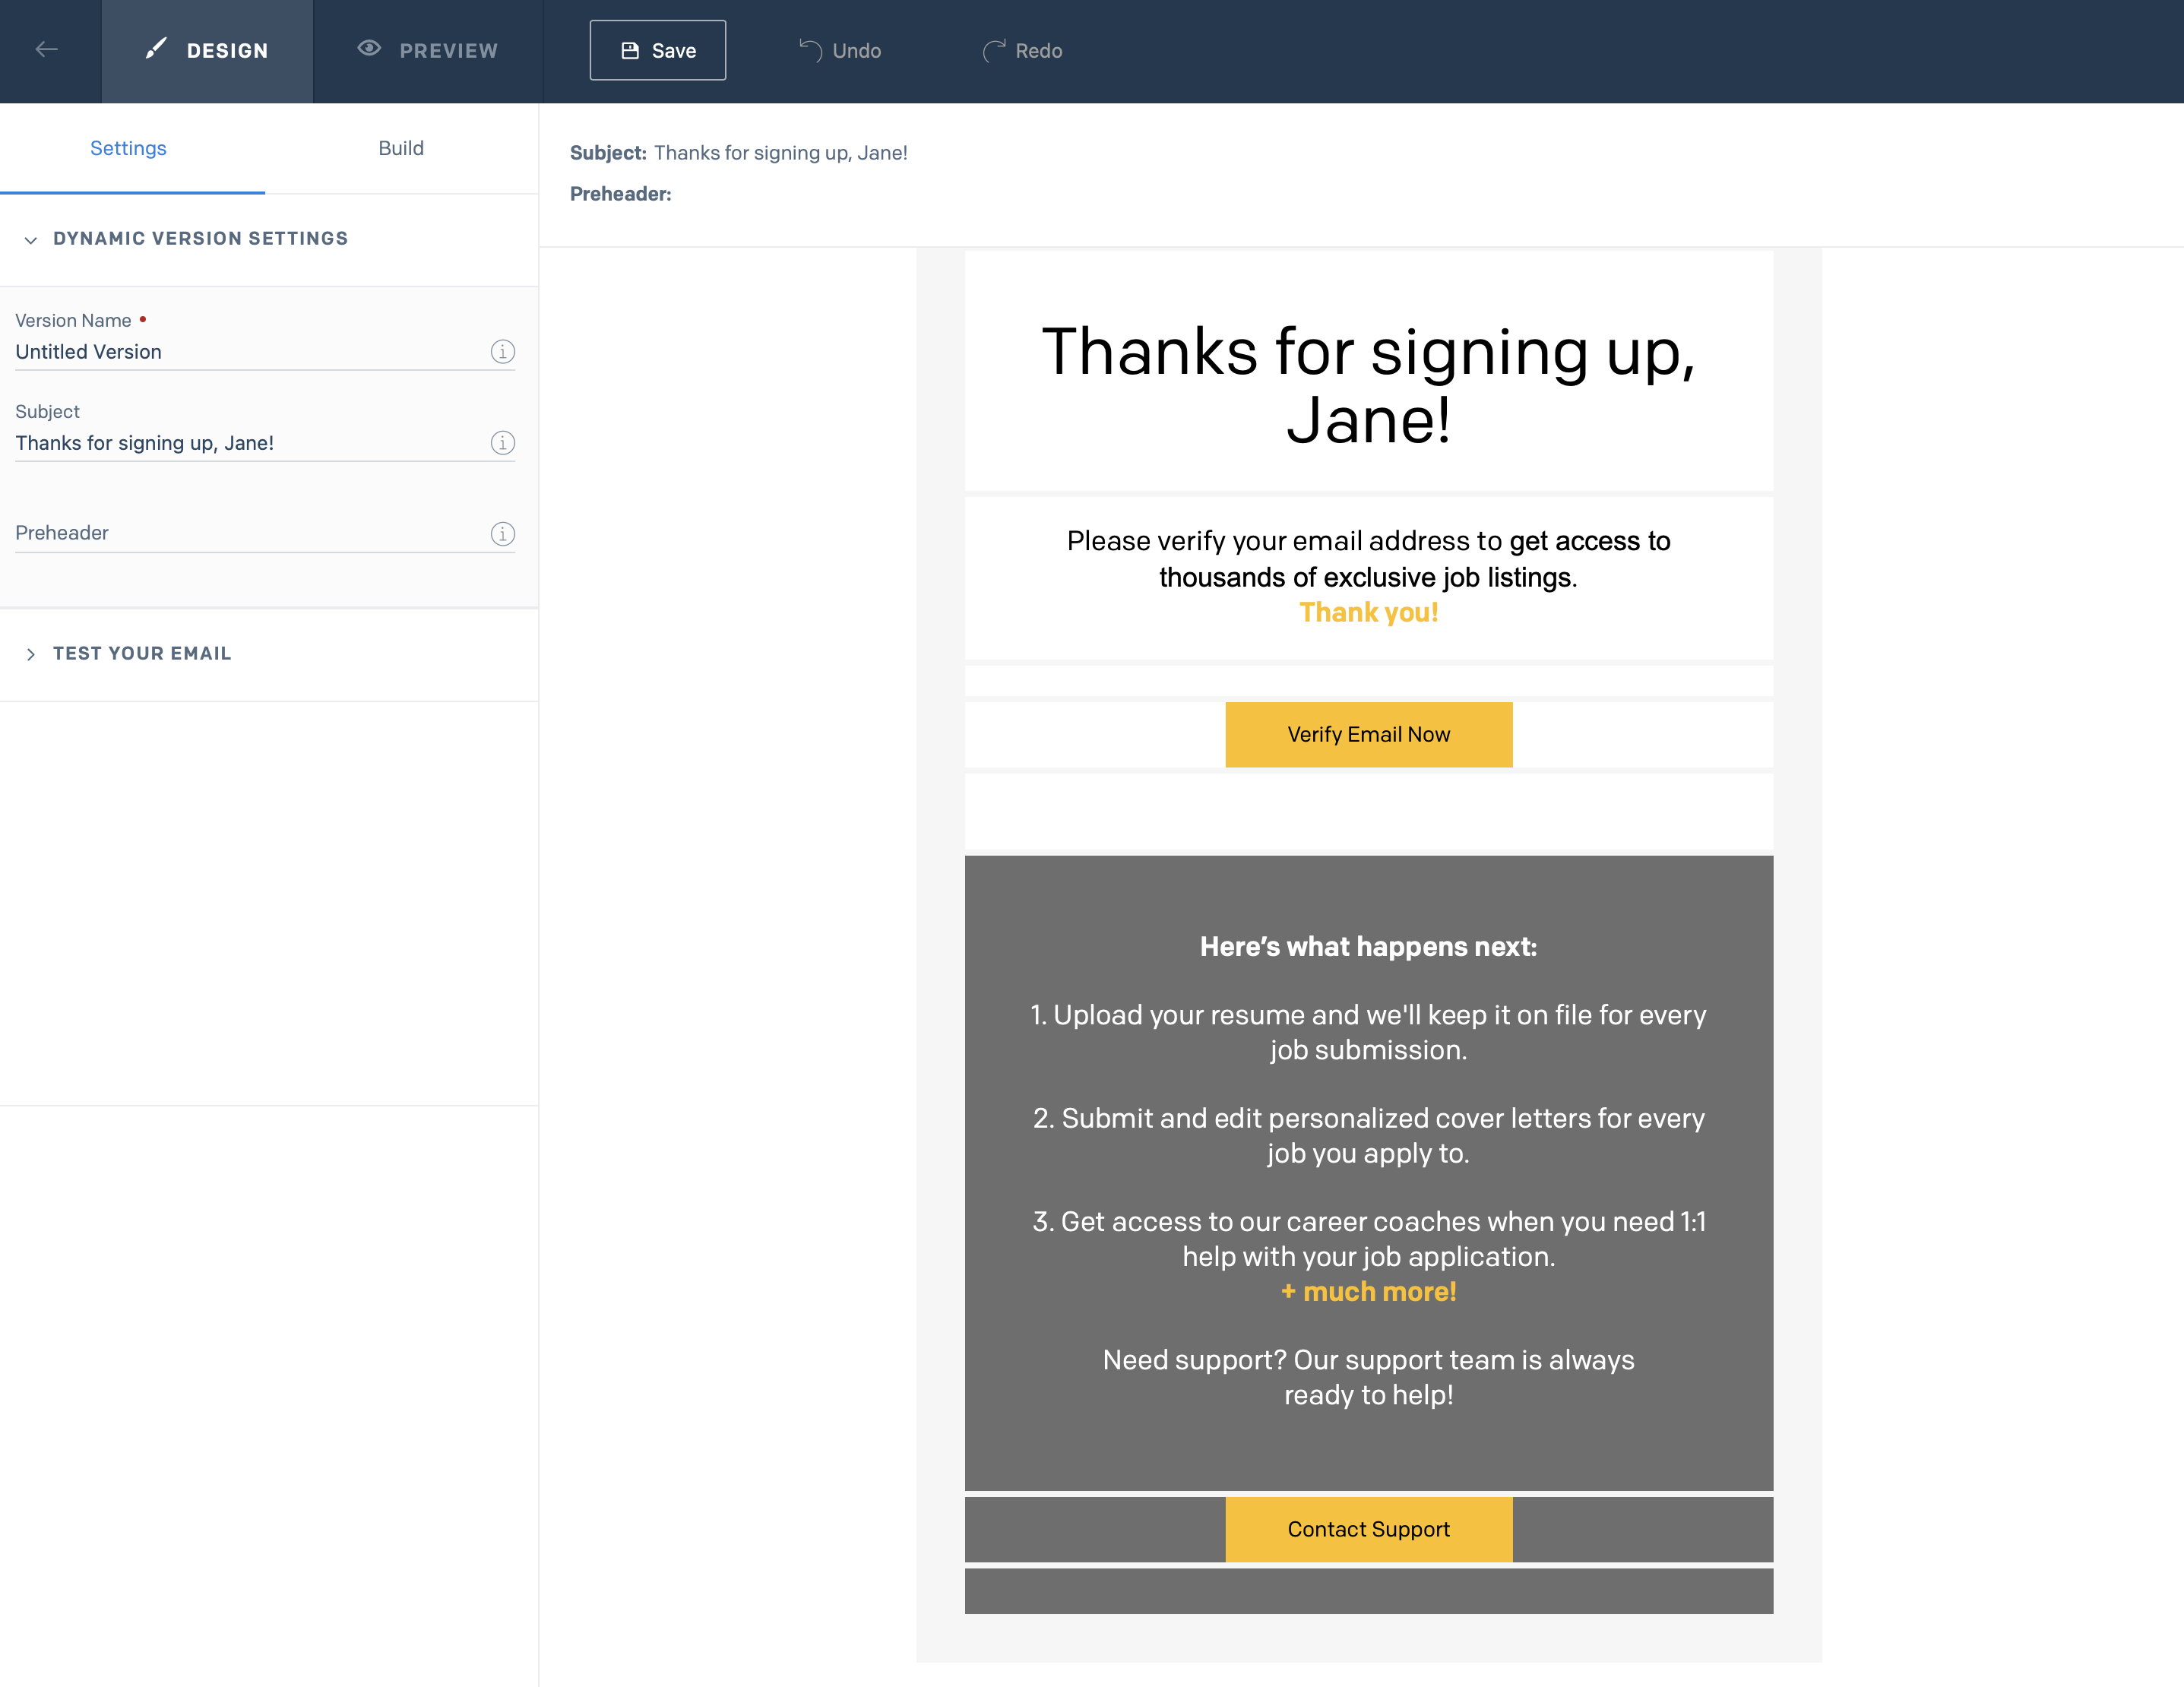 DESIGN
PREVIEW
Save
Undo
Redo
Settings
Build
DYNAMIC VERSION SETTINGS
Version Name
Untitled Version
Subject
Thanks for signing up, Jane!
Preheader
TEST YOUR EMAIL
Subject: Thanks for signing up, Jane!
Preheader:
Thanks for signing up,
Jane!
Please verify your email address to get access to
thousands of exclusive job listings.
Thank you!
Verify Email Now
Here’s what happens next:
1. Upload your resume and we'll keep it on file for every
job submission.
2. Submit and edit personalized cover letters for every
job you apply to.
3. Get access to our career coaches when you need 1:1
help with your job application.
+ much more!
Need support? Our support team is always
ready to help!
Contact Support